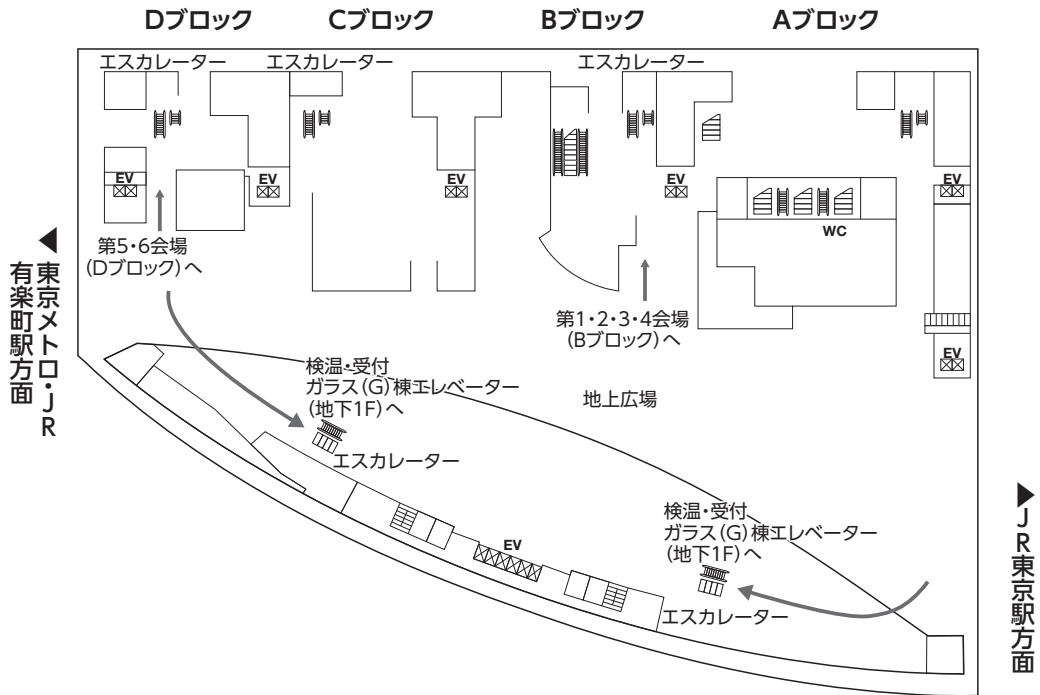 Dブロック
Cブロック
Bブロック
Aブロック
エスカレーター
エスカレーター
エスカレーター
EV
EV
EV
EV
EV
WC
第5・6会場
(Dブロック)へ
第1・2・3・4会場
(Bブロック)へ
EV
◀東京メトロ・JR
有楽町駅方面
検温・受付
ガラス(G)棟エレベーター
(地下1F)へ
地上広場
エスカレーター
検温・受付
ガラス(G)棟エレベーター
(地下1F)へ
EV
エスカレーター
▶JR東京駅方面